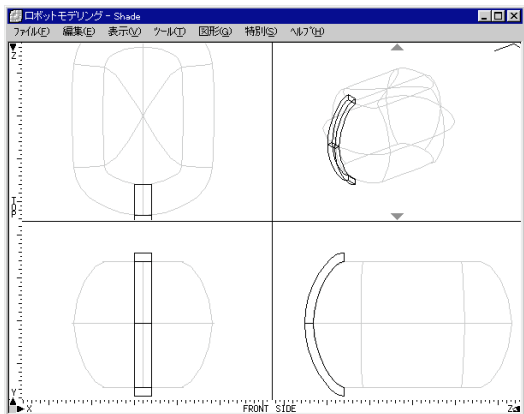 ロボットモデリング - Shade
ファイル(F) 編集(E) 表示(V) ツール(T) 図形(G) 特別(S) ヘルプ(H)
Z
TOP
Y
X FRONT SIDE Z